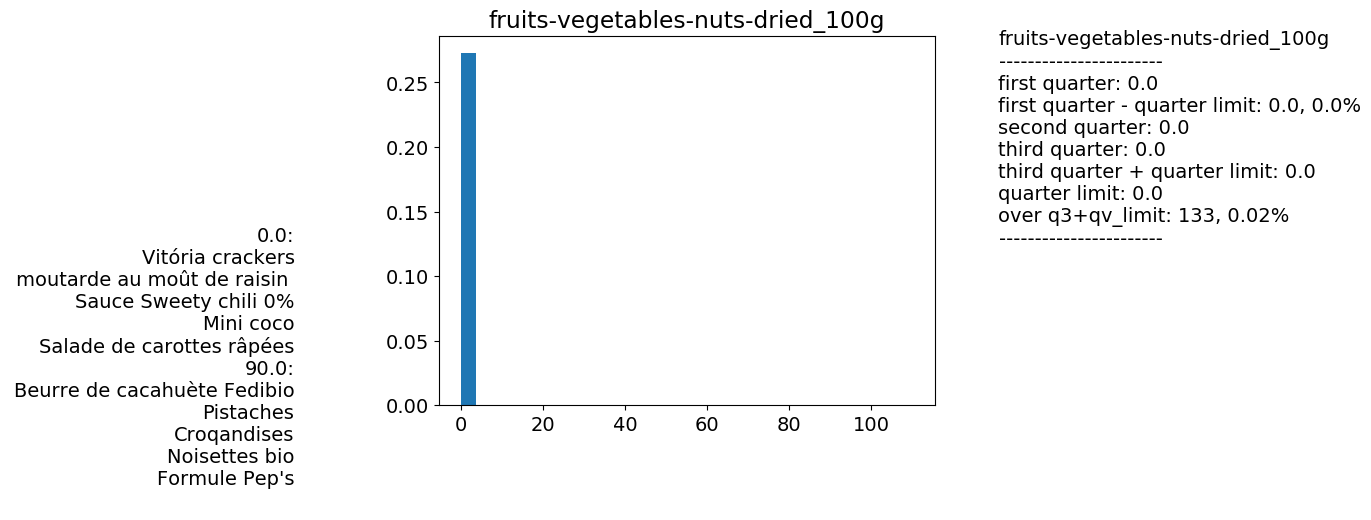 fruits-vegetables-nuts-dried_100g
0.25
0.20
0.15
0.10
0.05
0.00
0 20 40 60 80 100
0.0:
Vitória crackers
moutarde au moût de raisin
Sauce Sweety chili 0%
Mini coco
Salade de carottes râpées
90.0:
Beurre de cacahuète Fedibio
Pistaches
Croqandises
Noisettes bio
Formule Pep's
fruits-vegetables-nuts-dried_100g
-----------------------
first quarter: 0.0
first quarter - quarter limit: 0.0, 0.0%
second quarter: 0.0
third quarter: 0.0
third quarter + quarter limit: 0.0
quarter limit: 0.0
over q3+qv_limit: 133, 0.02%
-----------------------